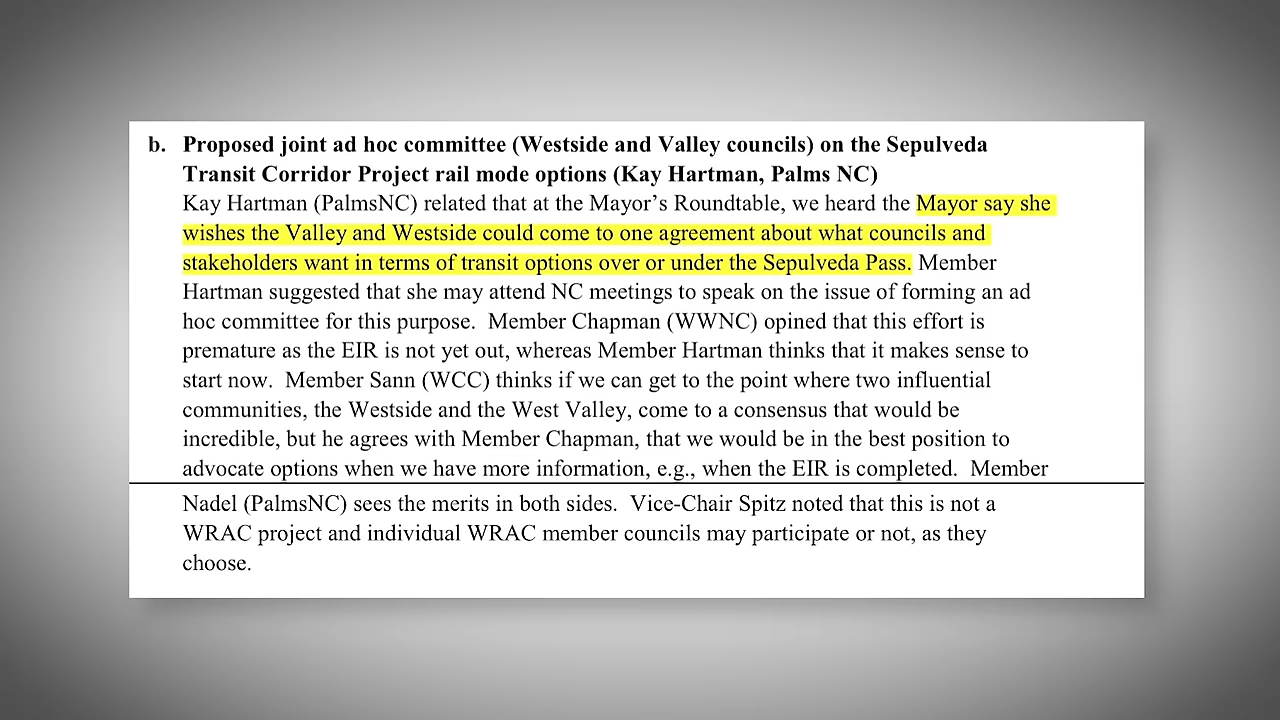 b. Proposed joint ad hoc committee (Westside and Valley councils) on the Sepulveda
Transit Corridor Project rail mode options (Kay Hartman, Palms NC)
Kay Hartman (PalmsNC) related that at the Mayor’s Roundtable, we heard the Mayor say she
wishes the Valley and Westside could come to one agreement about what councils and
stakeholders want in terms of transit options over or under the Sepulveda Pass. Member
Hartman suggested that she may attend NC meetings to speak on the issue of forming an ad
hoc committee for this purpose.  Member Chapman (WWNC) opined that this effort is
premature as the EIR is not yet out, whereas Member Hartman thinks that it makes sense to
start now.  Member Sann (WCC) thinks if we can get to the point where two influential
communities, the Westside and the West Valley, come to a consensus that would be
incredible, but he agrees with Member Chapman, that we would be in the best position to
advocate options when we have more information, e.g., when the EIR is completed.  Member
Nadel (PalmsNC) sees the merits in both sides.  Vice-Chair Spitz noted that this is not a
WRAC project and individual WRAC member councils may participate or not, as they
choose.